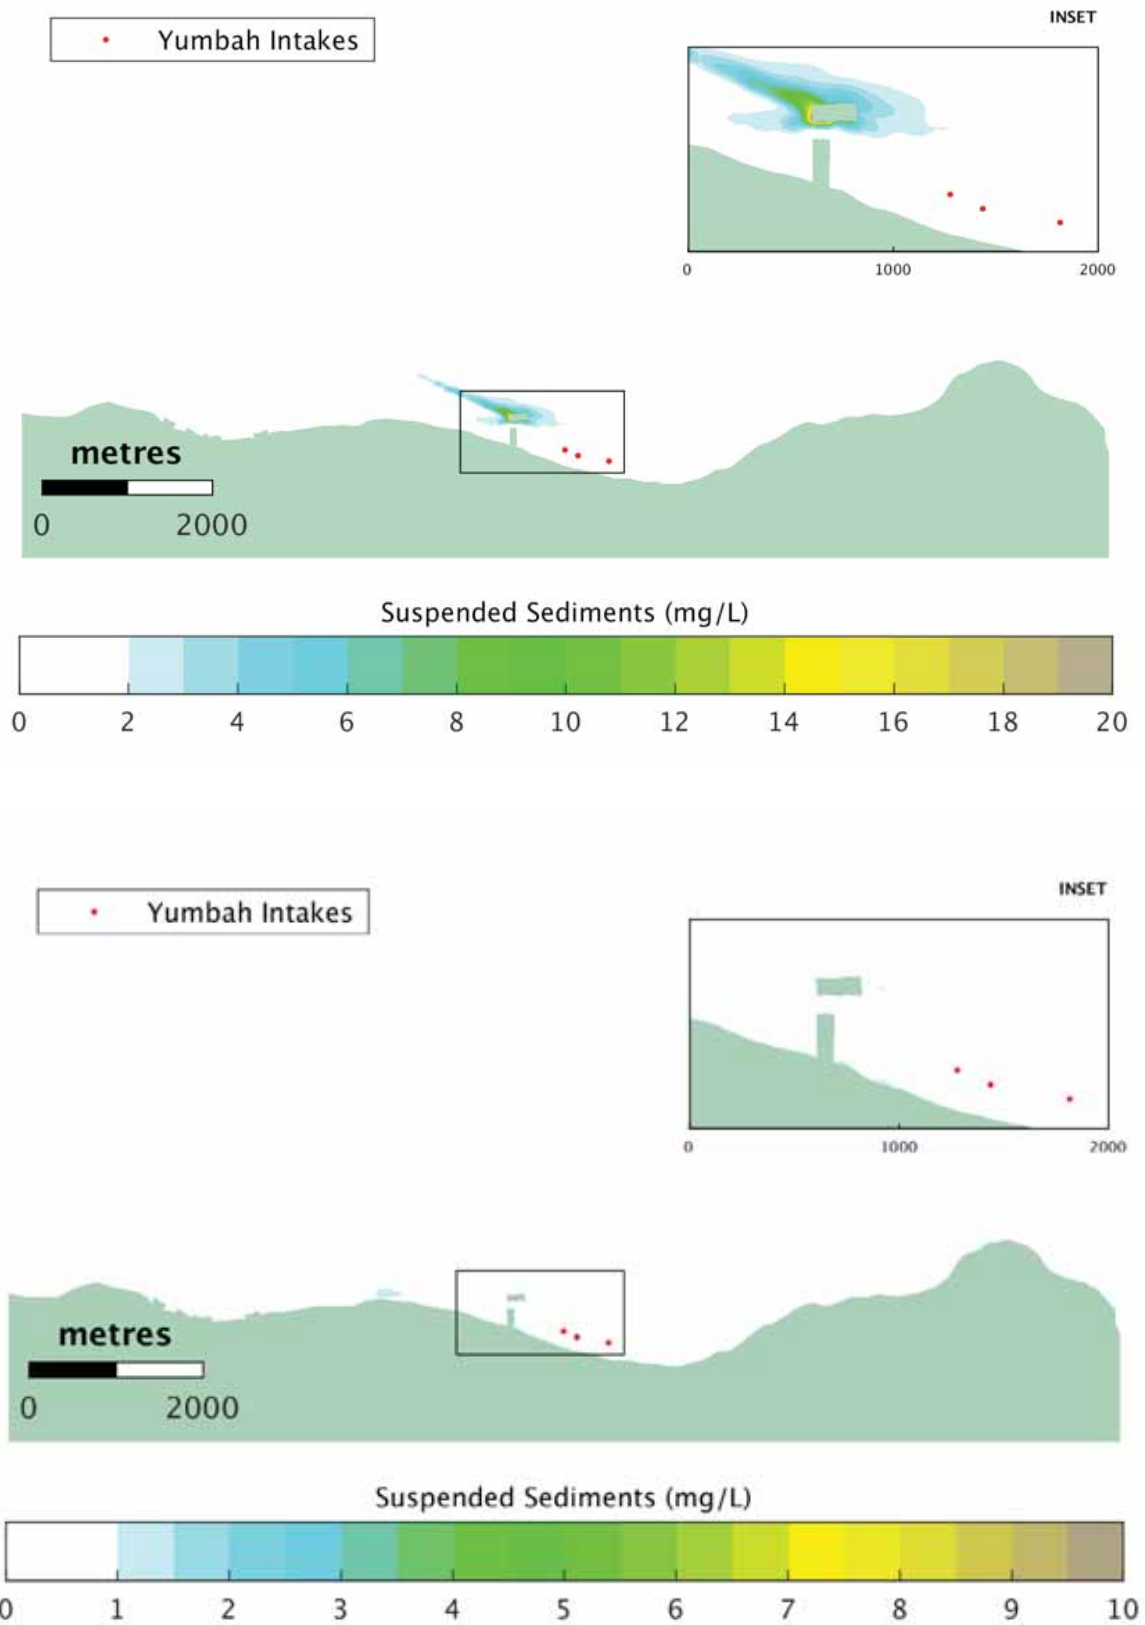 INSET
Yumbah Intakes
0 1000 2000
metres
0 2000
Suspended Sediments (mg/L)
0 2 4 6 8 10 12 14 16 18 20
INSET
Yumbah Intakes
0 1000 2000
metres
0 2000
Suspended Sediments (mg/L)
0 1 2 3 4 5 6 7 8 9 10